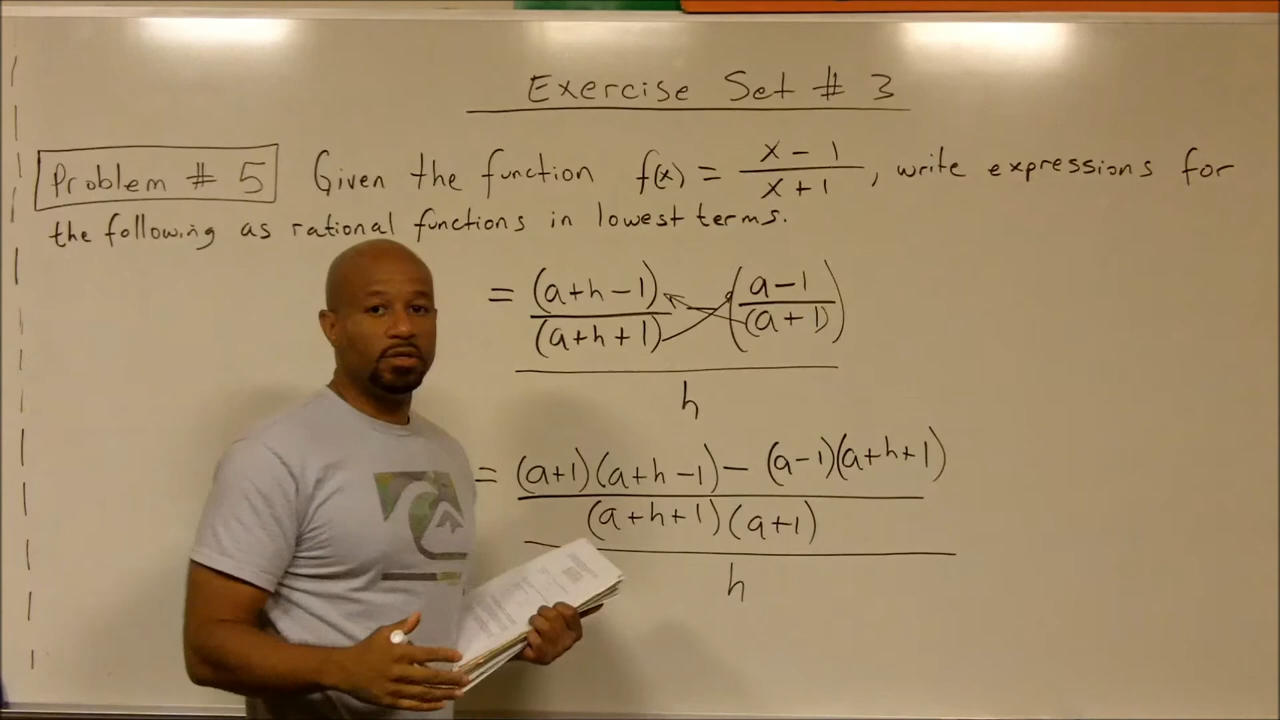 Exercise Set # 3
Problem # 5 Given the function f(x) = x - 1 / x + 1, write expressions for
the following as rational functions in lowest terms.
= (a+h-1) (a-1)
(a+h+1) (a+1)
h
= (a+1)(a+h-1) - (a-1)(a+h+1)
(a+h+1)(a+1)
h